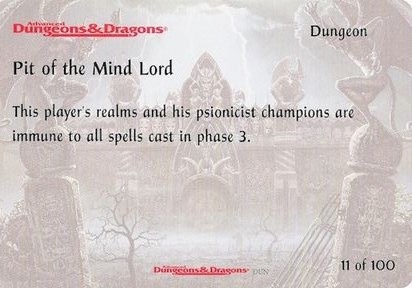 Advanced
Dungeons & Dragons®
Dungeon
Pit of the Mind Lord
This player's realms and his psionicist champions are
immune to all spells cast in phase 3.
Advanced
Dungeons & Dragons®
DUN
11 of 100